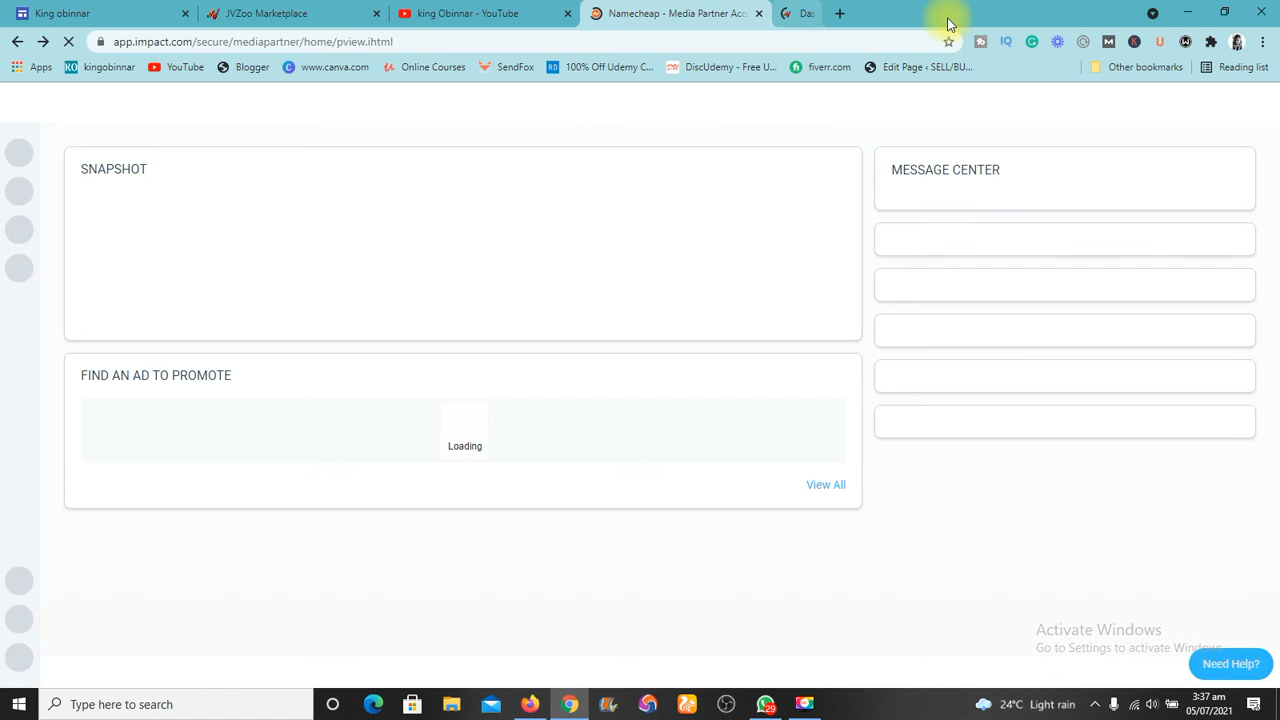 King obinnar
JVZoo Marketplace
king Obinnar - YouTube
Namecheap - Media Partner Acc
Das
app.impact.com/secure/mediapartner/home/pview.ihtml
Apps
kingobinnar
YouTube
Blogger
www.canva.com
Online Courses
SendFox
100% Off Udemy C...
DiscUdemy - Free U...
fiverr.com
Edit Page ‹ SELL/BU...
Other bookmarks
Reading list
SNAPSHOT
MESSAGE CENTER
FIND AN AD TO PROMOTE
Loading
View All
Activate Windows
Go to Settings to activate Windows.
Need Help?
Type here to search
29
24°C Light rain
3:37 am
05/07/2021